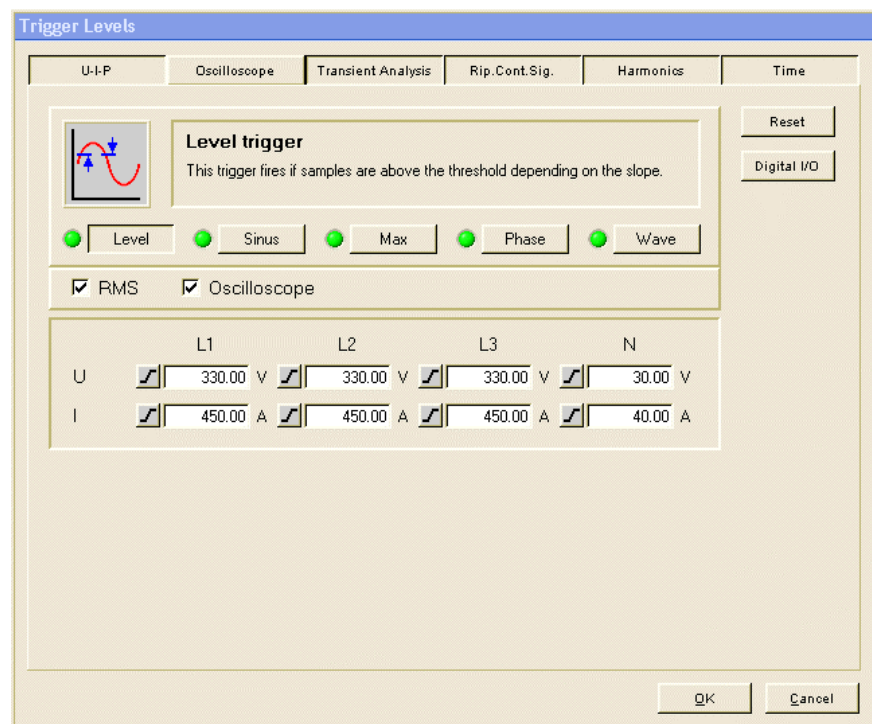 Trigger Levels
U-I-P Oscilloscope Transient Analysis Rip.Cont.Sig. Harmonics Time
Level trigger
This trigger fires if samples are above the threshold depending on the slope.
Reset
Digital I/O
Level Sinus Max Phase Wave
RMS Oscilloscope
L1 L2 L3 N
U 330.00 V 330.00 V 330.00 V 30.00 V
I 450.00 A 450.00 A 450.00 A 40.00 A
OK Cancel